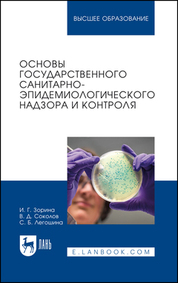 ВЫСШЕЕ ОБРАЗОВАНИЕ
ОСНОВЫ
ГОСУДАРСТВЕННОГО
САНИТАРНО-
ЭПИДЕМИОЛОГИЧЕСКОГО
НАДЗОРА И КОНТРОЛЯ
И. Г. Зорина
В. Д. Соколов
С. Б. Легошина
ЛАНЬ
E.LANBOOK.COM